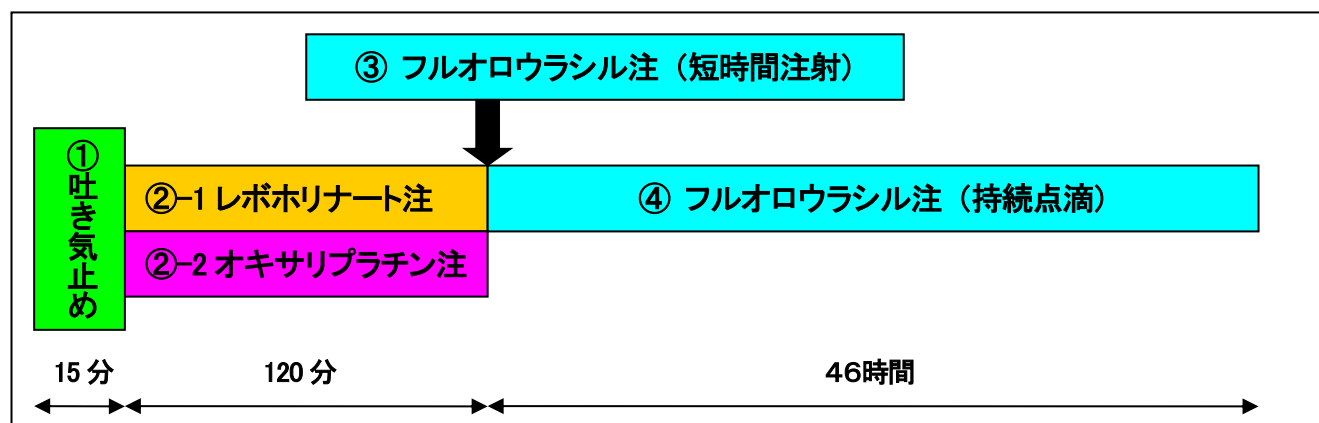 ③ フルオロウラシル注（短時間注射）
①吐き気止め
②-1 レボホリナート注
④ フルオロウラシル注（持続点滴）
②-2 オキサリプラチン注
15 分
120 分
４６時間